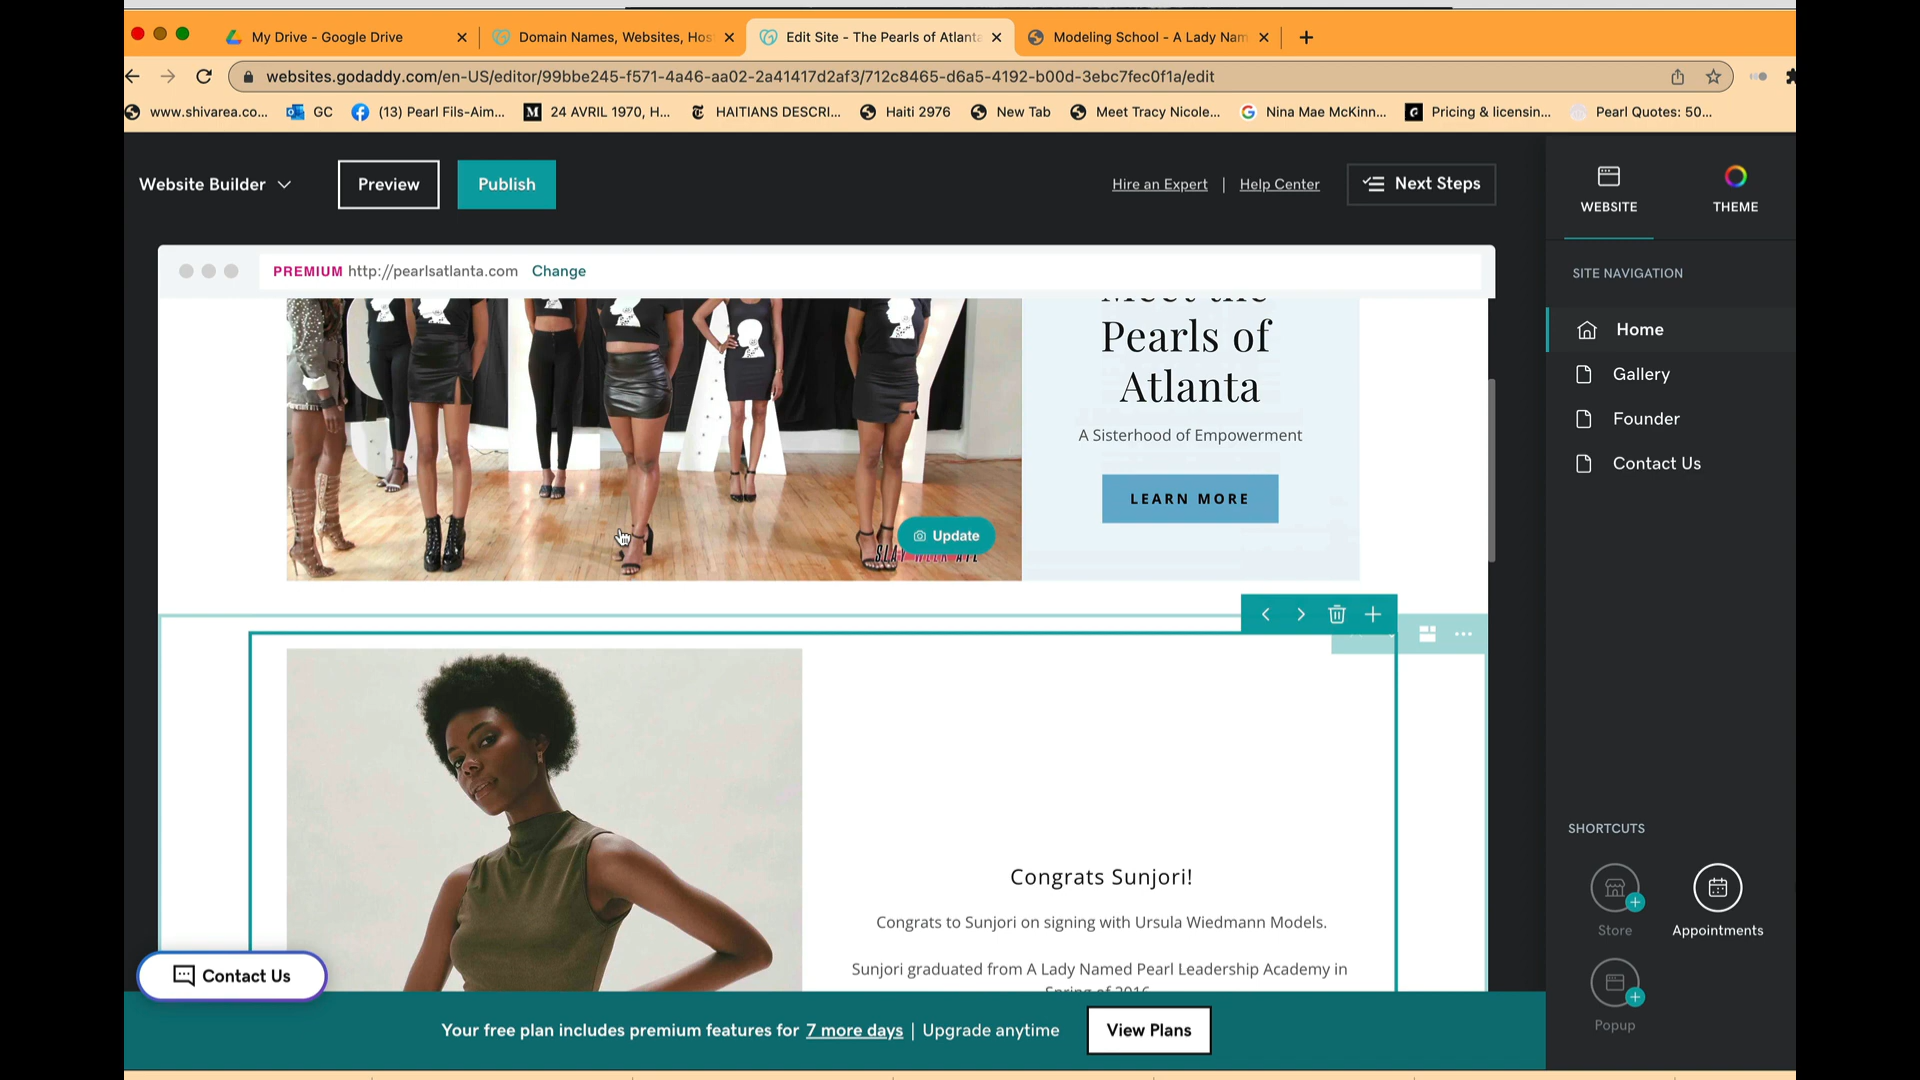 My Drive - Google Drive
Domain Names, Websites, Hos
Edit Site - The Pearls of Atlanta
Modeling School - A Lady Nam
websites.godaddy.com/en-US/editor/99bbe245-f571-4a46-aa02-2a41417d2af3/712c8465-d6a5-4192-b00d-3ebc7fec0f1a/edit
www.shivarea.co...
GC
(13) Pearl Fils-Aim...
24 AVRIL 1970, H...
HAITIANS DESCRI...
Haiti 2976
New Tab
Meet Tracy Nicole...
Nina Mae McKinn...
Pricing & licensin...
Pearl Quotes: 50...
Website Builder
Preview
Publish
Hire an Expert | Help Center
Next Steps
WEBSITE
THEME
PREMIUM http://pearlsatlanta.com Change
SITE NAVIGATION
Home
Gallery
Founder
Contact Us
Meet the
Pearls of
Atlanta
A Sisterhood of Empowerment
LEARN MORE
Update
Congrats Sunjori!
Congrats to Sunjori on signing with Ursula Wiedmann Models.
Sunjori graduated from A Lady Named Pearl Leadership Academy in
Spring of 2016
SHORTCUTS
Store
Appointments
Popup
Contact Us
Your free plan includes premium features for 7 more days | Upgrade anytime
View Plans